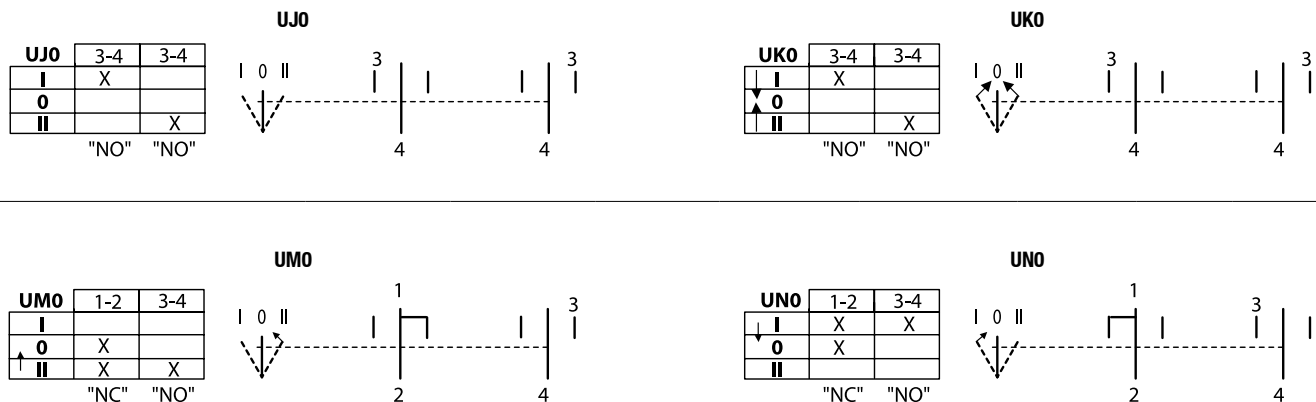 UJ0
UJ0 3-4 3-4
I X
0
II X
"NO" "NO"
I 0 II
3 3
4 4
UK0
UK0 3-4 3-4
I X
0
II X
"NO" "NO"
I 0 II
3 3
4 4
UM0
UM0 1-2 3-4
I
0 X
II X X
"NC" "NO"
I 0 II
1 3
2 4
UN0
UN0 1-2 3-4
I X X
0 X
II
"NC" "NO"
I 0 II
1 3
2 4